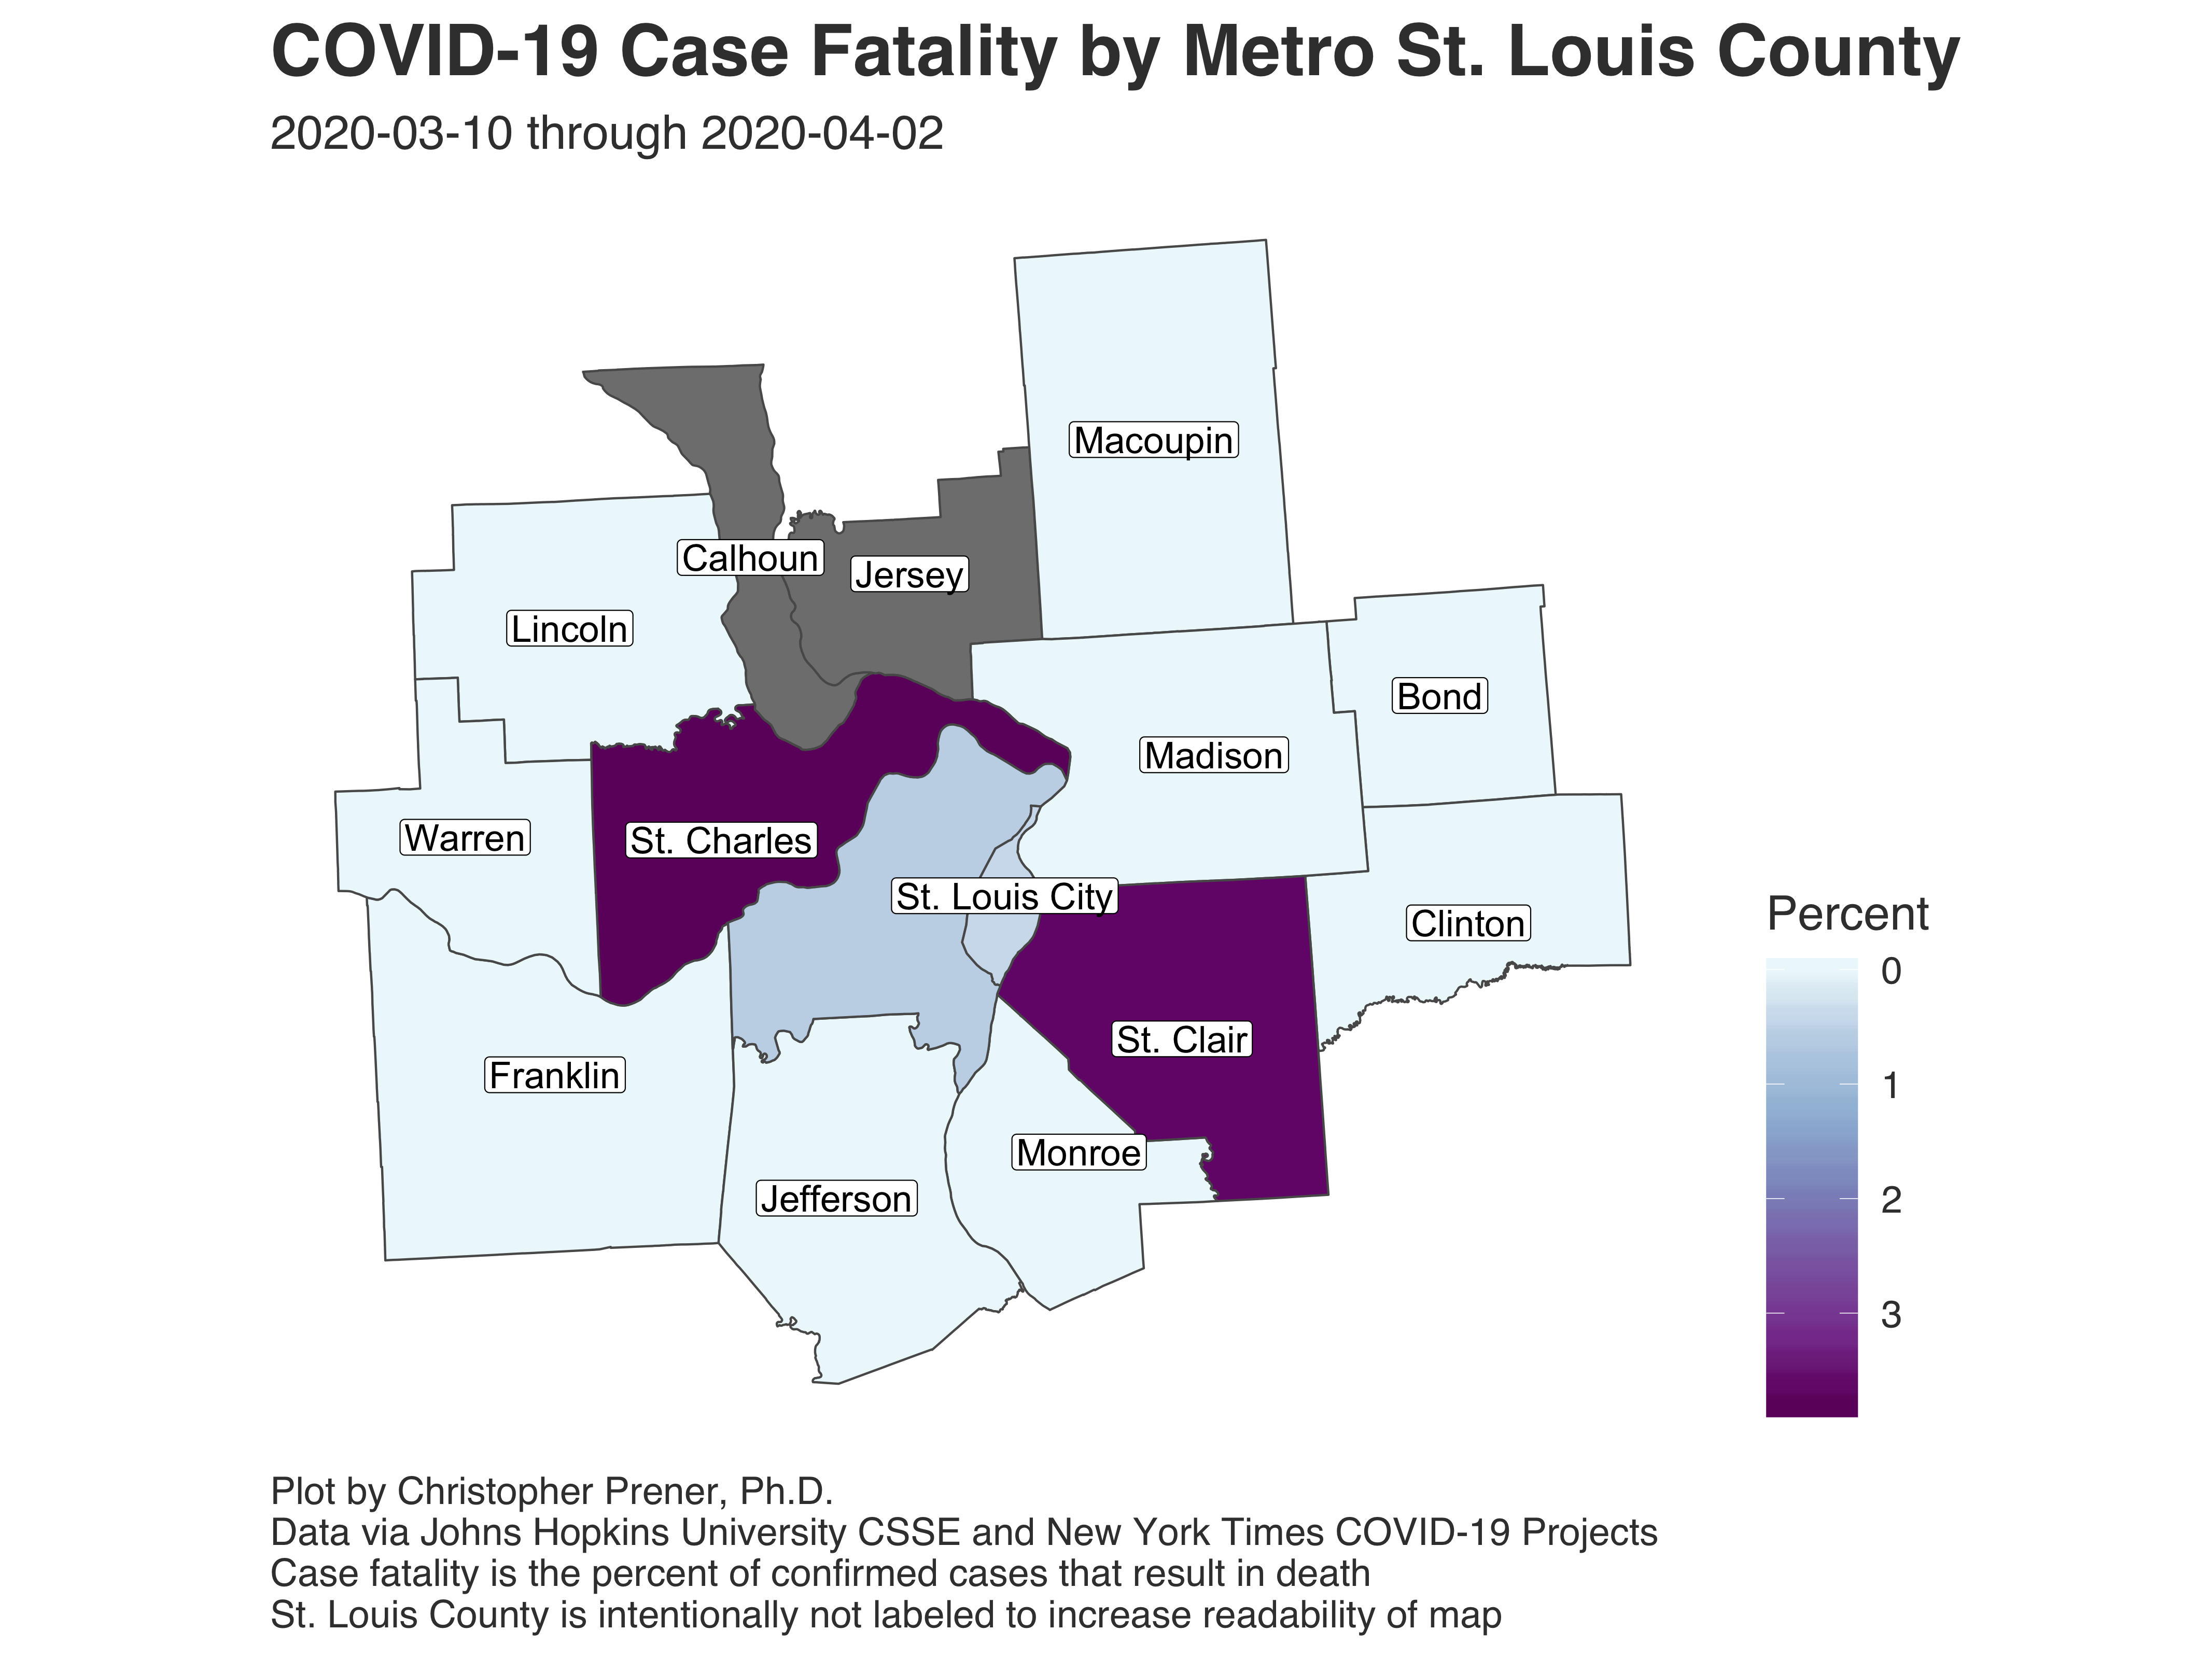 COVID-19 Case Fatality by Metro St. Louis County
2020-03-10 through 2020-04-02
Macoupin
Calhoun
Jersey
Lincoln
Bond
Madison
Warren
St. Charles
St. Louis City
Clinton
St. Clair
Franklin
Monroe
Jefferson
Percent
0
1
2
3
Plot by Christopher Prener, Ph.D.
Data via Johns Hopkins University CSSE and New York Times COVID-19 Projects
Case fatality is the percent of confirmed cases that result in death
St. Louis County is intentionally not labeled to increase readability of map